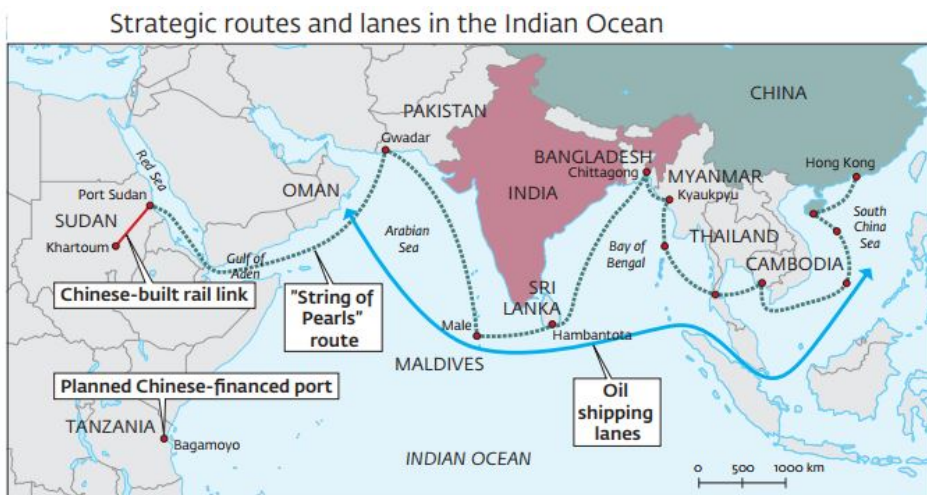 Strategic routes and lanes in the Indian Ocean
CHINA
PAKISTAN
Gwadar
Hong Kong
BANGLADESH
Chittagong
MYANMAR
Kyaukpyu
Red Sea
OMAN
INDIA
Port Sudan
SUDAN
Khartoum
Arabian
Sea
South
China
Sea
THAILAND
Bay of
Bengal
Gulf of
Aden
CAMBODIA
Chinese-built rail link
"String of
Pearls"
route
SRI
LANKA
Male
Hambantota
MALDIVES
Planned Chinese-financed port
Oil
shipping
lanes
TANZANIA
Bagamoyo
INDIAN OCEAN
0 500 1000 km